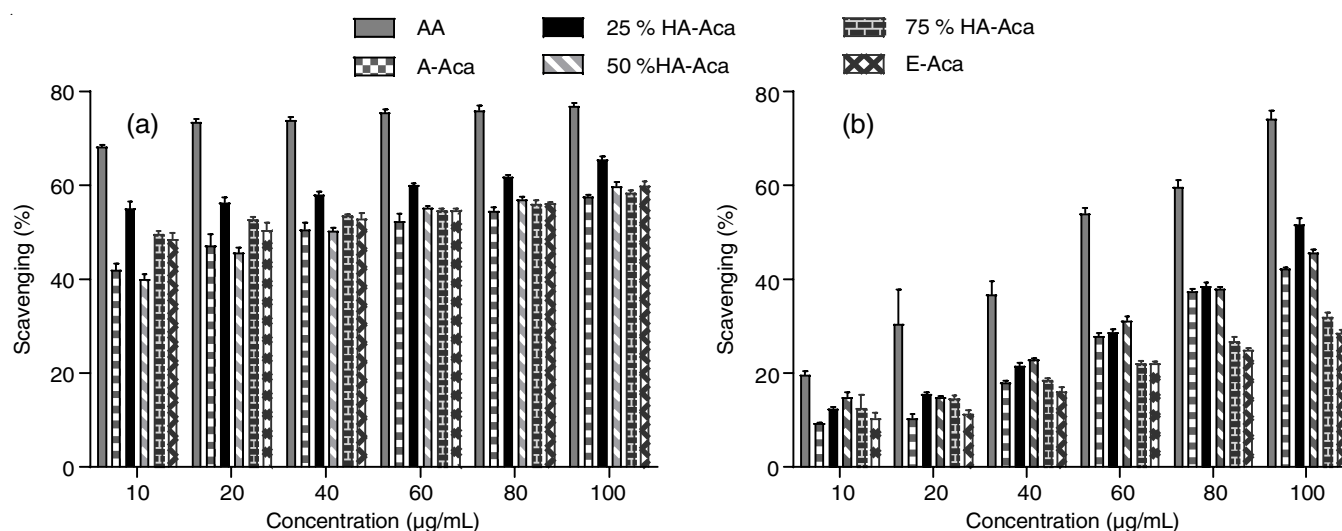 AA
25 % HA-Aca
75 % HA-Aca
A-Aca
50 %HA-Aca
E-Aca
80
60
40
20
0
Scavenging (%)
(a)
10 20 40 60 80 100
Concentration (µg/mL)
80
60
40
20
0
Scavenging (%)
(b)
10 20 40 60 80 100
Concentration (µg/mL)